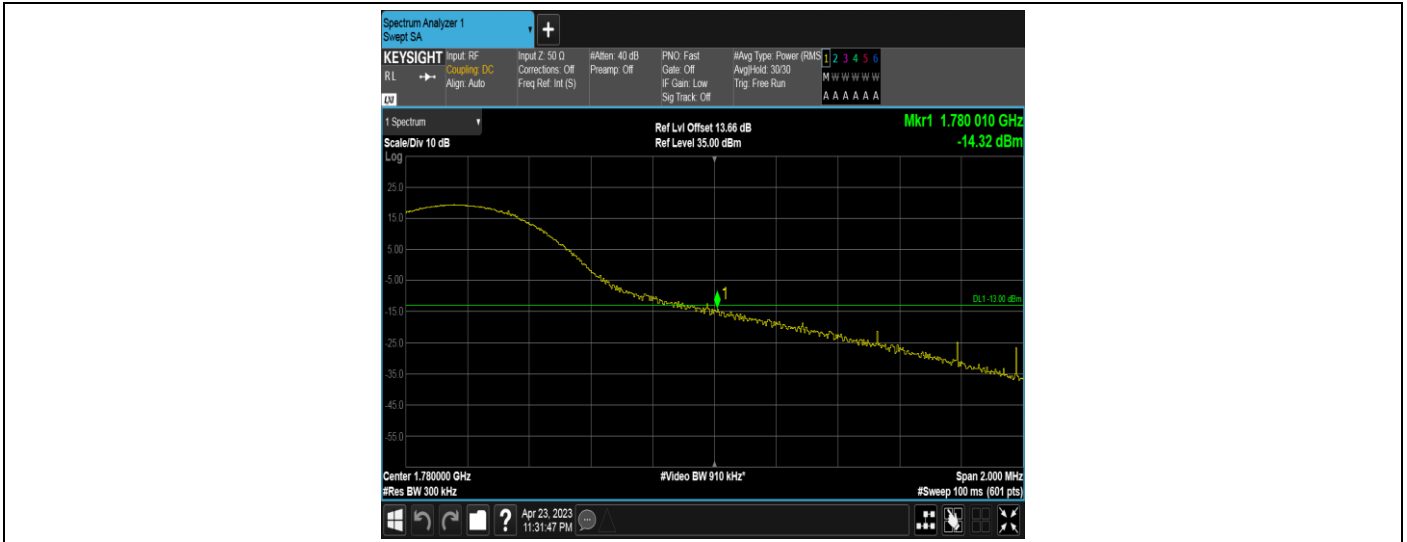 Spectrum Analyzer 1
Swept SA
+
KEYSIGHT
RL
LXI
Input: RF
Coupling: DC
Align: Auto
Input Z: 50 Ω
Corrections: Off
Freq Ref: Int (S)
#Atten: 40 dB
Preamp: Off
PNO: Fast
Gate: Off
IF Gain: Low
Sig Track: Off
#Avg Type: Power (RMS
Avg|Hold: 30/30
Trig: Free Run
1 2 3 4 5 6
M W W W W W
A A A A A A
1 Spectrum
Scale/Div 10 dB
Log
Ref Lvl Offset 13.66 dB
Ref Level 35.00 dBm
Mkr1 1.780 010 GHz
-14.32 dBm
25.0
15.0
5.00
-5.00
-15.0
-25.0
-35.0
-45.0
-55.0
1
DL1 -13.00 dBm
Center 1.780000 GHz
#Res BW 300 kHz
#Video BW 910 kHz*
Span 2.000 MHz
#Sweep 100 ms (601 pts)
?
Apr 23, 2023
11:31:47 PM